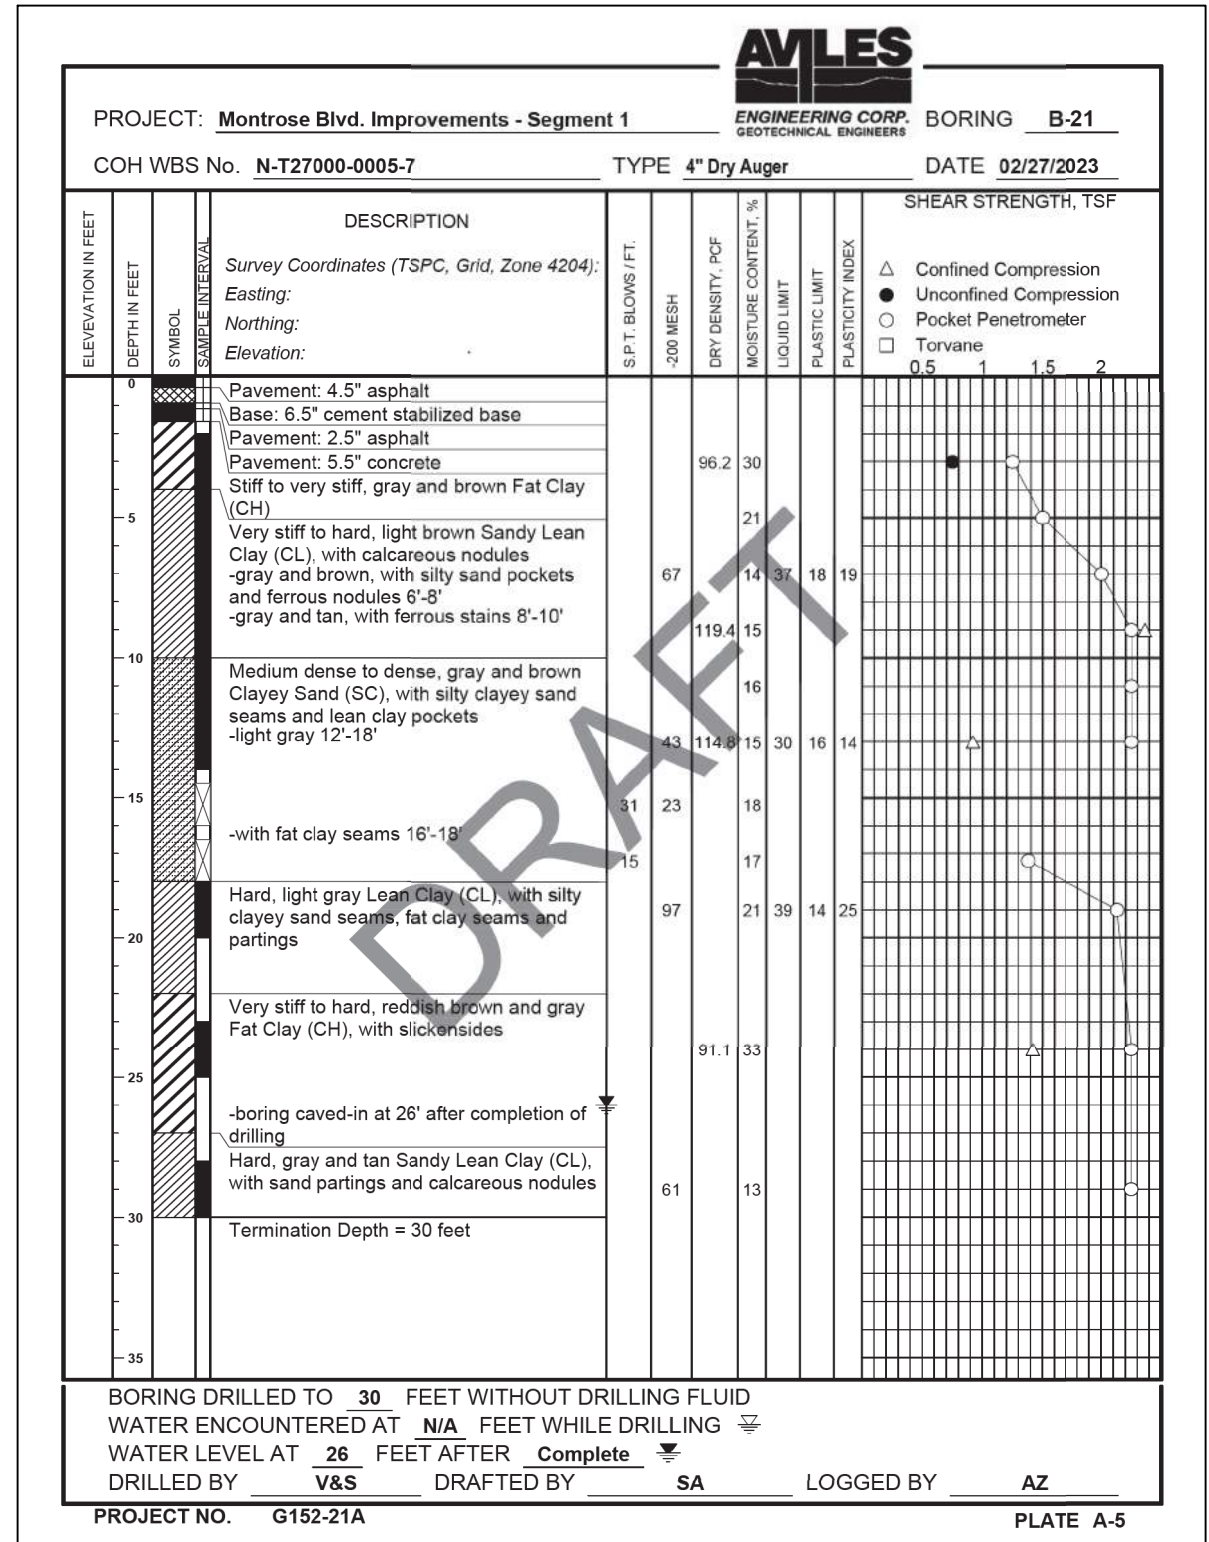 AVILES
ENGINEERING CORP.
GEOTECHNICAL ENGINEERS
PROJECT: Montrose Blvd. Improvements - Segment 1
BORING B-21
COH WBS No. N-T27000-0005-7
TYPE 4" Dry Auger
DATE 02/27/2023
ELEVEVATION IN FEET
DEPTH IN FEET
SYMBOL
SAMPLE INTERVAL
DESCRIPTION
Survey Coordinates (TSPC, Grid, Zone 4204):
Easting:
Northing:
Elevation:
S.P.T. BLOWS / FT.
-200 MESH
DRY DENSITY, PCF
MOISTURE CONTENT, %
LIQUID LIMIT
PLASTIC LIMIT
PLASTICITY INDEX
SHEAR STRENGTH, TSF
Confined Compression
Unconfined Compression
Pocket Penetrometer
Torvane
0.5 1 1.5 2
0
Pavement: 4.5" asphalt
Base: 6.5" cement stabilized base
Pavement: 2.5" asphalt
Pavement: 5.5" concrete
96.2 30
Stiff to very stiff, gray and brown Fat Clay
(CH)
5
21
Very stiff to hard, light brown Sandy Lean
Clay (CL), with calcareous nodules
-gray and brown, with silty sand pockets
67 14 37 18 19
and ferrous nodules 6'-8'
-gray and tan, with ferrous stains 8'-10'
119.4 15
10
Medium dense to dense, gray and brown
Clayey Sand (SC), with silty clayey sand
16
seams and lean clay pockets
-light gray 12'-18'
43 114.8 15 30 16 14
15
31 23 18
-with fat clay seams 16'-18'
15 17
Hard, light gray Lean Clay (CL), with silty
clayey sand seams, fat clay seams and
97 21 39 14 25
partings
20
Very stiff to hard, reddish brown and gray
Fat Clay (CH), with slickensides
91.1 33
25
-boring caved-in at 26' after completion of
drilling
Hard, gray and tan Sandy Lean Clay (CL),
with sand partings and calcareous nodules
61 13
30
Termination Depth = 30 feet
35
DRAFT
BORING DRILLED TO 30 FEET WITHOUT DRILLING FLUID
WATER ENCOUNTERED AT N/A FEET WHILE DRILLING
WATER LEVEL AT 26 FEET AFTER Complete
DRILLED BY V&S DRAFTED BY SA LOGGED BY AZ
PROJECT NO. G152-21A
PLATE A-5